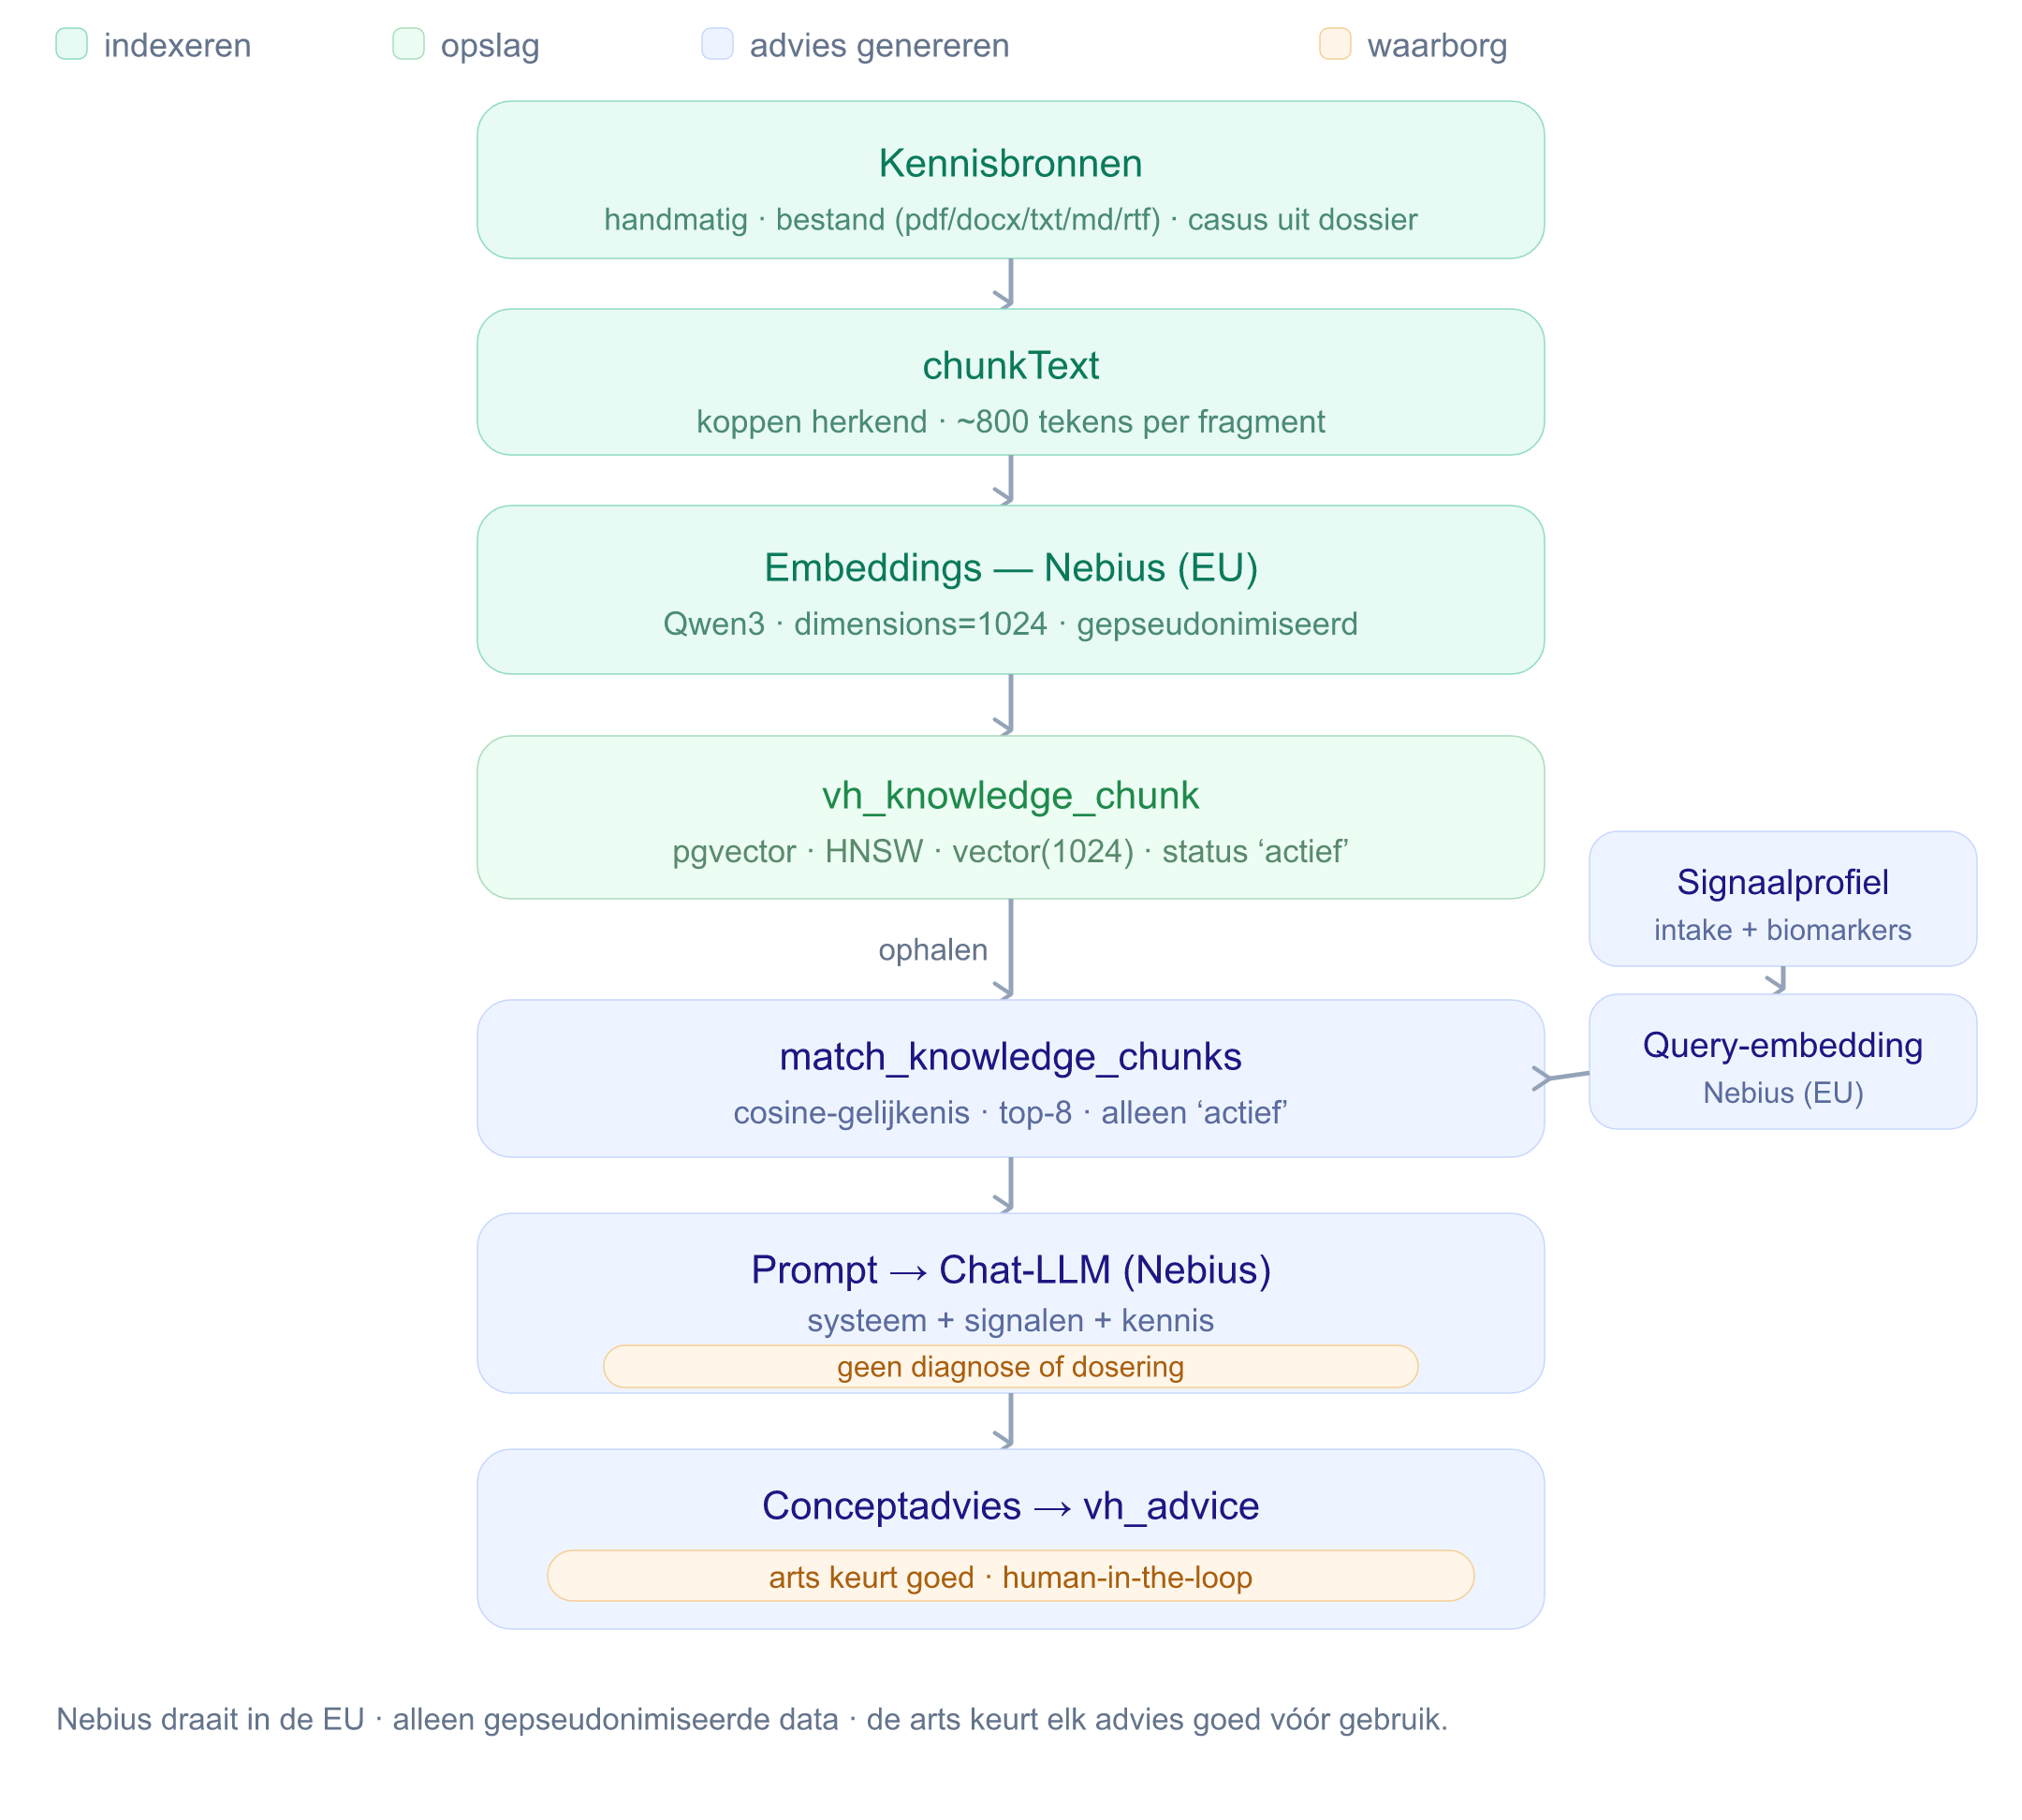 indexeren
opslag
advies genereren
waarborg
Kennisbronnen
handmatig · bestand (pdf/docx/txt/md/rtf) · casus uit dossier
chunkText
koppen herkend · ~800 tekens per fragment
Embeddings — Nebius (EU)
Qwen3 · dimensions=1024 · gepseudonimiseerd
vh_knowledge_chunk
pgvector · HNSW · vector(1024) · status ‘actief’
Signaalprofiel
intake + biomarkers
ophalen
Query-embedding
Nebius (EU)
match_knowledge_chunks
cosine-gelijkenis · top-8 · alleen ‘actief’
Prompt → Chat-LLM (Nebius)
systeem + signalen + kennis
geen diagnose of dosering
Conceptadvies → vh_advice
arts keurt goed · human-in-the-loop
Nebius draait in de EU · alleen gepseudonimiseerde data · de arts keurt elk advies goed vóór gebruik.